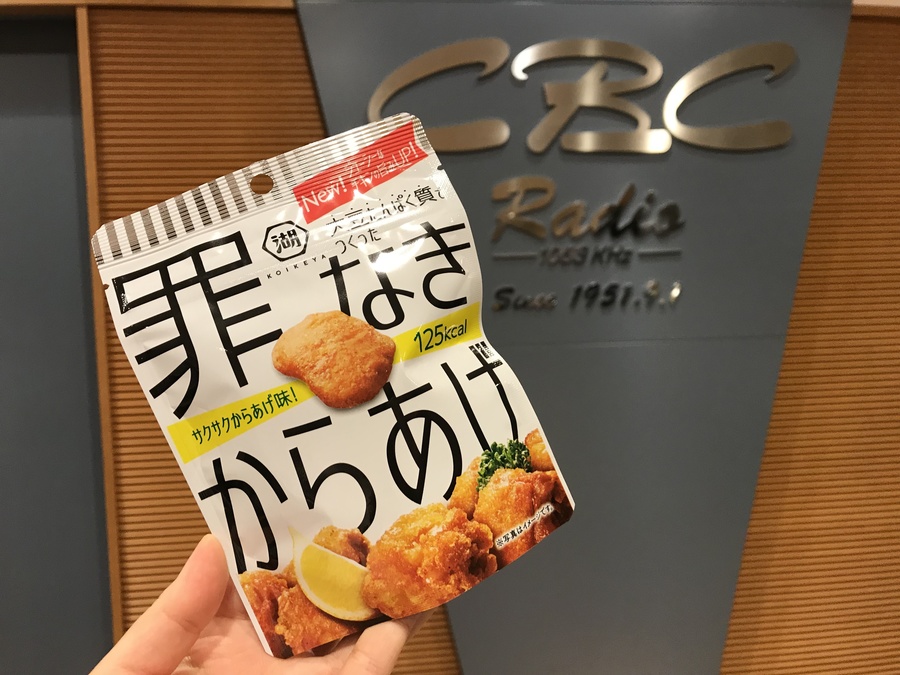 New!
湖
KOIKEYA
大豆たんぱく質で
つくった
罪なき
125kcal
サクサクからあげ味!
からあげ
※写真はイメージです。
CBC
Radio
1053 KHz
Since 1951.9.1